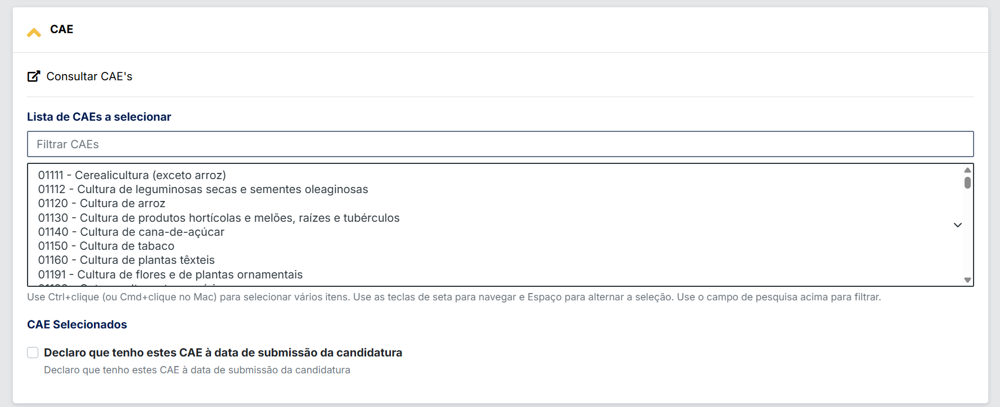 CAE
Consultar CAE's
Lista de CAEs a selecionar
Filtrar CAEs
01111 - Cerealicultura (exceto arroz)
01112 - Cultura de leguminosas secas e sementes oleaginosas
01120 - Cultura de arroz
01130 - Cultura de produtos hortícolas e melões, raízes e tubérculos
01140 - Cultura de cana-de-açúcar
01150 - Cultura de tabaco
01160 - Cultura de plantas têxteis
01191 - Cultura de flores e de plantas ornamentais
Use Ctrl+clique (ou Cmd+clique no Mac) para selecionar vários itens. Use as teclas de seta para navegar e Espaço para alternar a seleção. Use o campo de pesquisa acima para filtrar.
CAE Selecionados
Declaro que tenho estes CAE à data de submissão da candidatura
Declaro que tenho estes CAE à data de submissão da candidatura